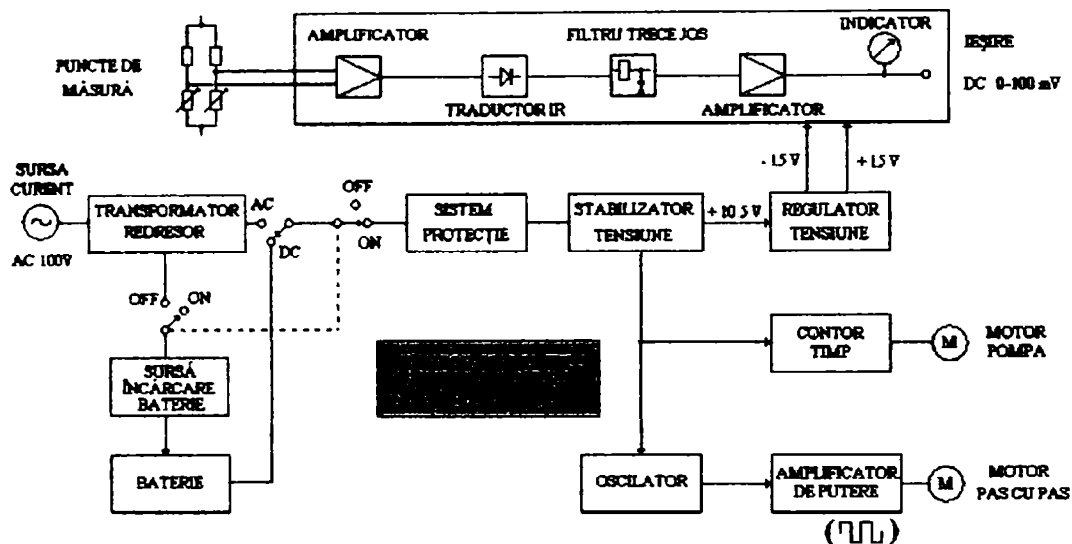 AMPLIFICATOR
FILTRU TRECE JOS
INDICATOR
IEȘIRE
DC 0-100 mV
PUNCTE DE
MĂSURĂ
TRADUCTOR IR
AMPLIFICATOR
- 15 V
+ 15 V
SURSA
CURENT
AC 100V
TRANSFORMATOR
REDRESOR
AC
DC
OFF
ON
SISTEM
PROTECȚIE
STABILIZATOR
TENSIUNE
+ 10.5 V
REGULATOR
TENSIUNE
OFF
ON
SURSĂ
ÎNCĂRCARE
BATERIE
BATERIE
CONTOR
TIMP
M
MOTOR
POMPA
OSCILATOR
AMPLIFICATOR
DE PUTERE
M
MOTOR
PAS CU PAS